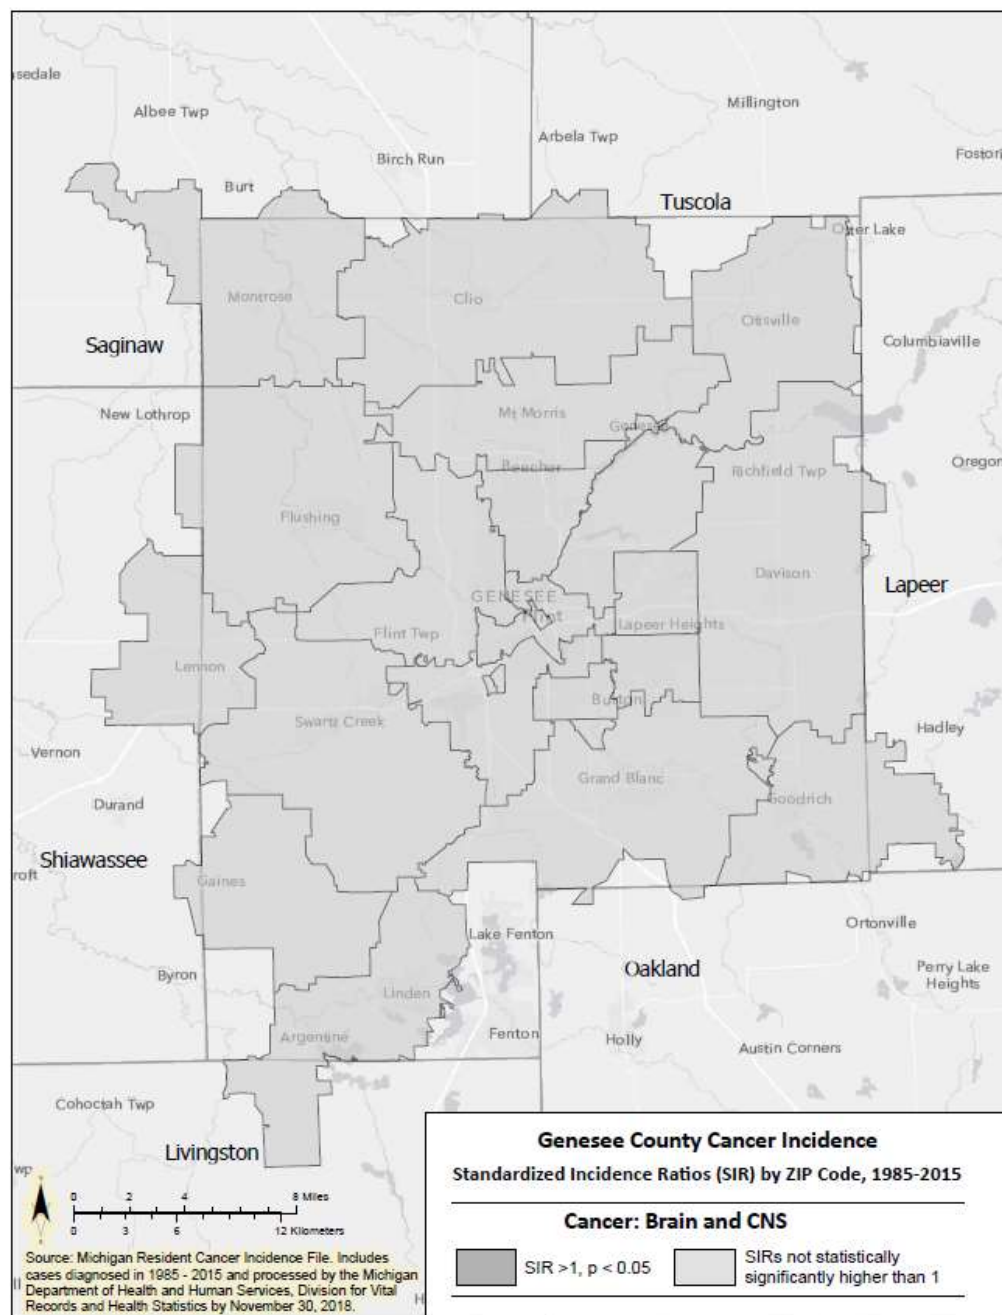 sedale
Albee Twp
Millington
Arbela Twp
Birch Run
Fostori
Burt
Tuscola
Otter Lake
Montrose
Clio
Otisville
Saginaw
Columbiaville
New Lothrop
Mt Morris
Genesee
Beecher
Richfield Twp
Oregon
Flushing
Davison
Lapeer
GENESEE
Flint
Flint Twp
Lapeer Heights
Lennon
Burton
Swartz Creek
Hadley
Vernon
Grand Blanc
Goodrich
Durand
Shiawassee
roft
Gaines
Ortonville
Lake Fenton
Oakland
Byron
Perry Lake
Heights
Linden
Argentine
Fenton
Holly
Austin Corners
Cohoctah Twp
Livingston
wp
0 2 4 8 Miles
0 3 6 12 Kilometers
Source: Michigan Resident Cancer Incidence File. Includes
cases diagnosed in 1985 - 2015 and processed by the Michigan
Department of Health and Human Services, Division for Vital
Records and Health Statistics by November 30, 2018.
ll
H
Genesee County Cancer Incidence
Standardized Incidence Ratios (SIR) by ZIP Code, 1985-2015
Cancer: Brain and CNS
SIR >1, p < 0.05
SIRs not statistically
significantly higher than 1